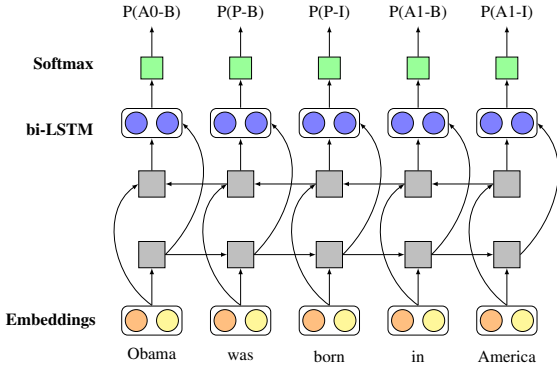 P(A0-B) P(P-B) P(P-I) P(A1-B) P(A1-I)
Softmax
bi-LSTM
Embeddings
Obama was born in America